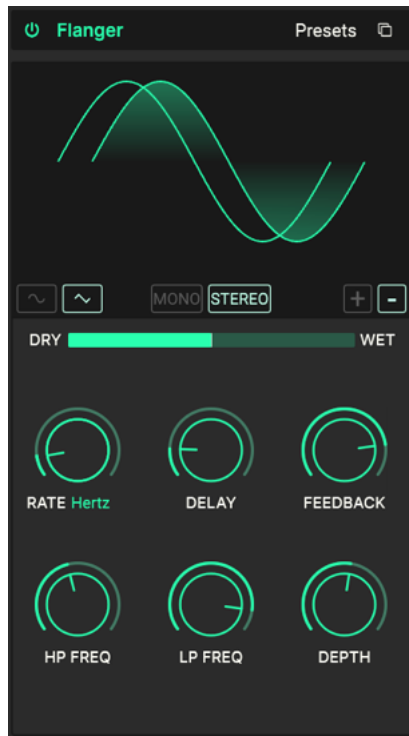 Flanger Presets
MONO STEREO + -
DRY WET
RATE Hertz DELAY FEEDBACK
HP FREQ LP FREQ DEPTH